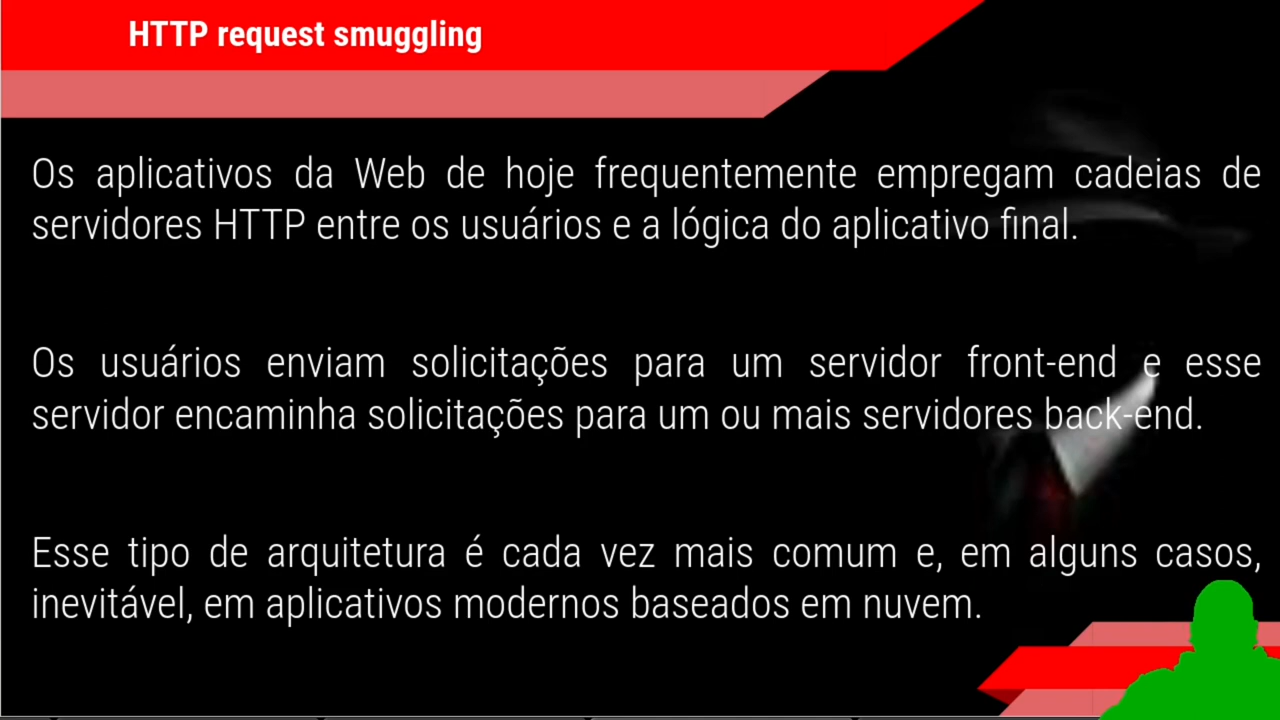 HTTP request smuggling
Os aplicativos da Web de hoje frequentemente empregam cadeias de
servidores HTTP entre os usuários e a lógica do aplicativo final.
Os usuários enviam solicitações para um servidor front-end e esse
servidor encaminha solicitações para um ou mais servidores back-end.
Esse tipo de arquitetura é cada vez mais comum e, em alguns casos,
inevitável, em aplicativos modernos baseados em nuvem.